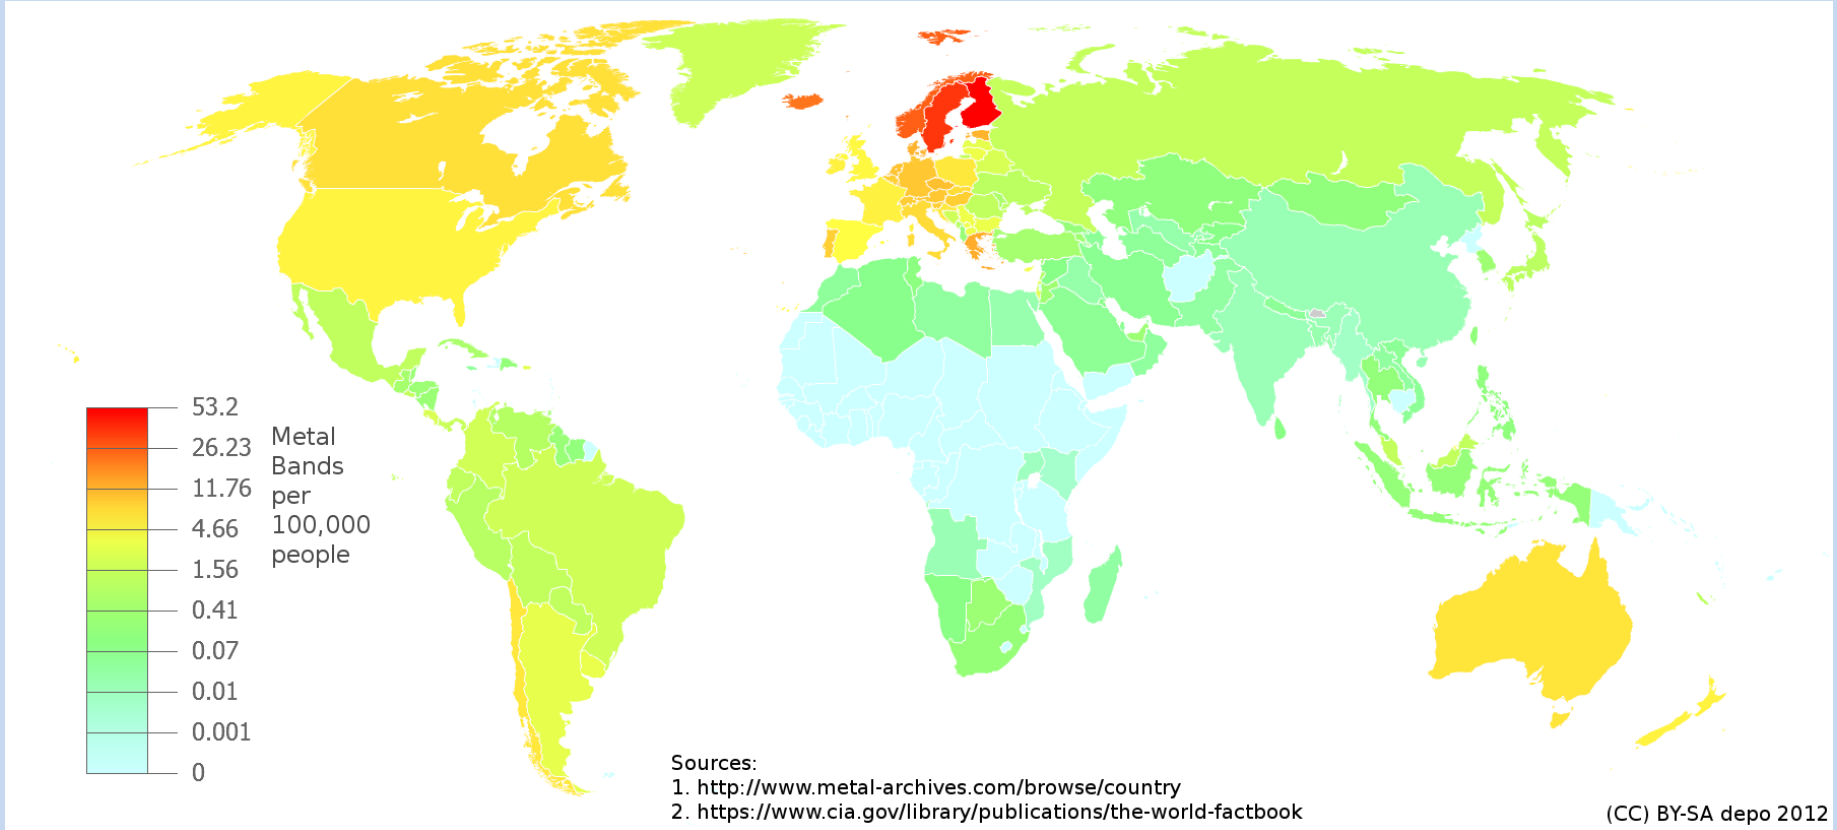 53.2
26.23
11.76
4.66
1.56
0.41
0.07
0.01
0.001
0
Metal
Bands
per
100,000
people
Sources:
1. http://www.metal-archives.com/browse/country
2. https://www.cia.gov/library/publications/the-world-factbook
(CC) BY-SA depo 2012